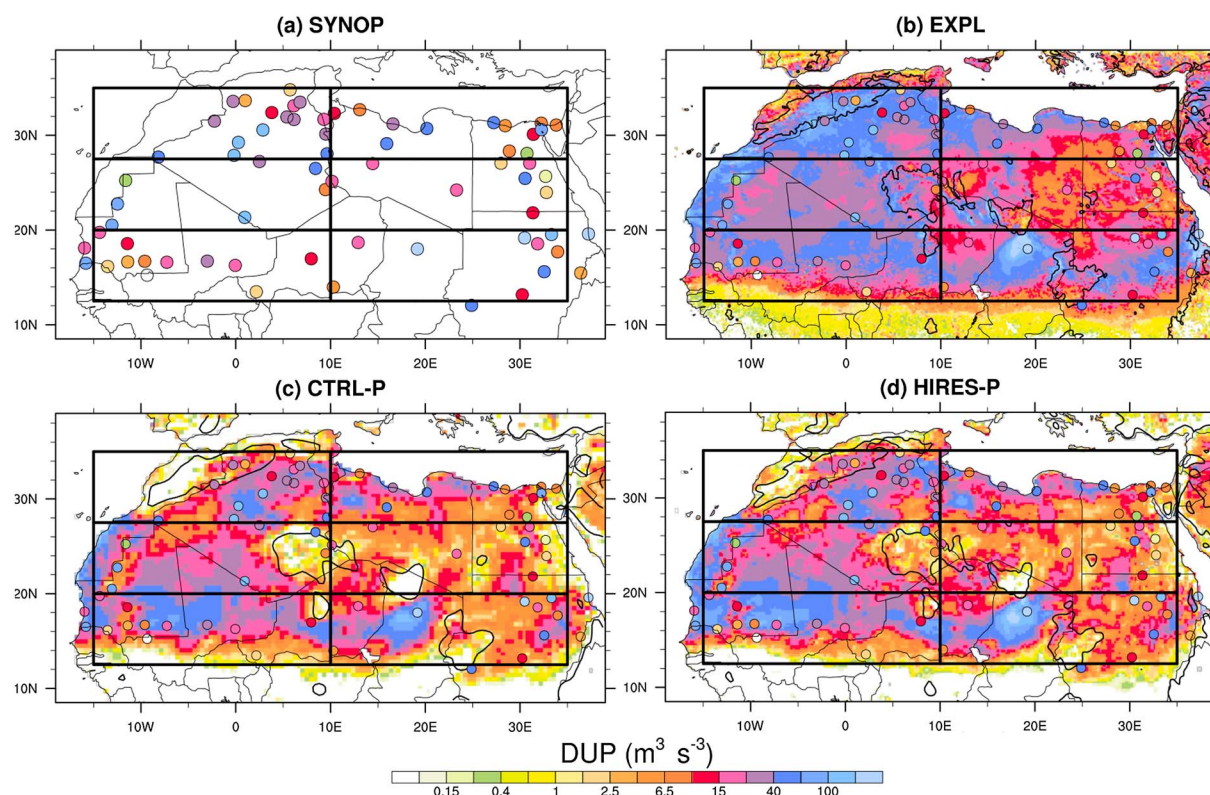 (a) SYNOP
(b) EXPL
30N
20N
10N
30N
20N
10N
10W 0 10E 20E 30E
10W 0 10E 20E 30E
(c) CTRL-P
(d) HIRES-P
30N
20N
10N
30N
20N
10N
10W 0 10E 20E 30E
10W 0 10E 20E 30E
DUP (m³ s⁻³)
0.15 0.4 1 2.5 6.5 15 40 100